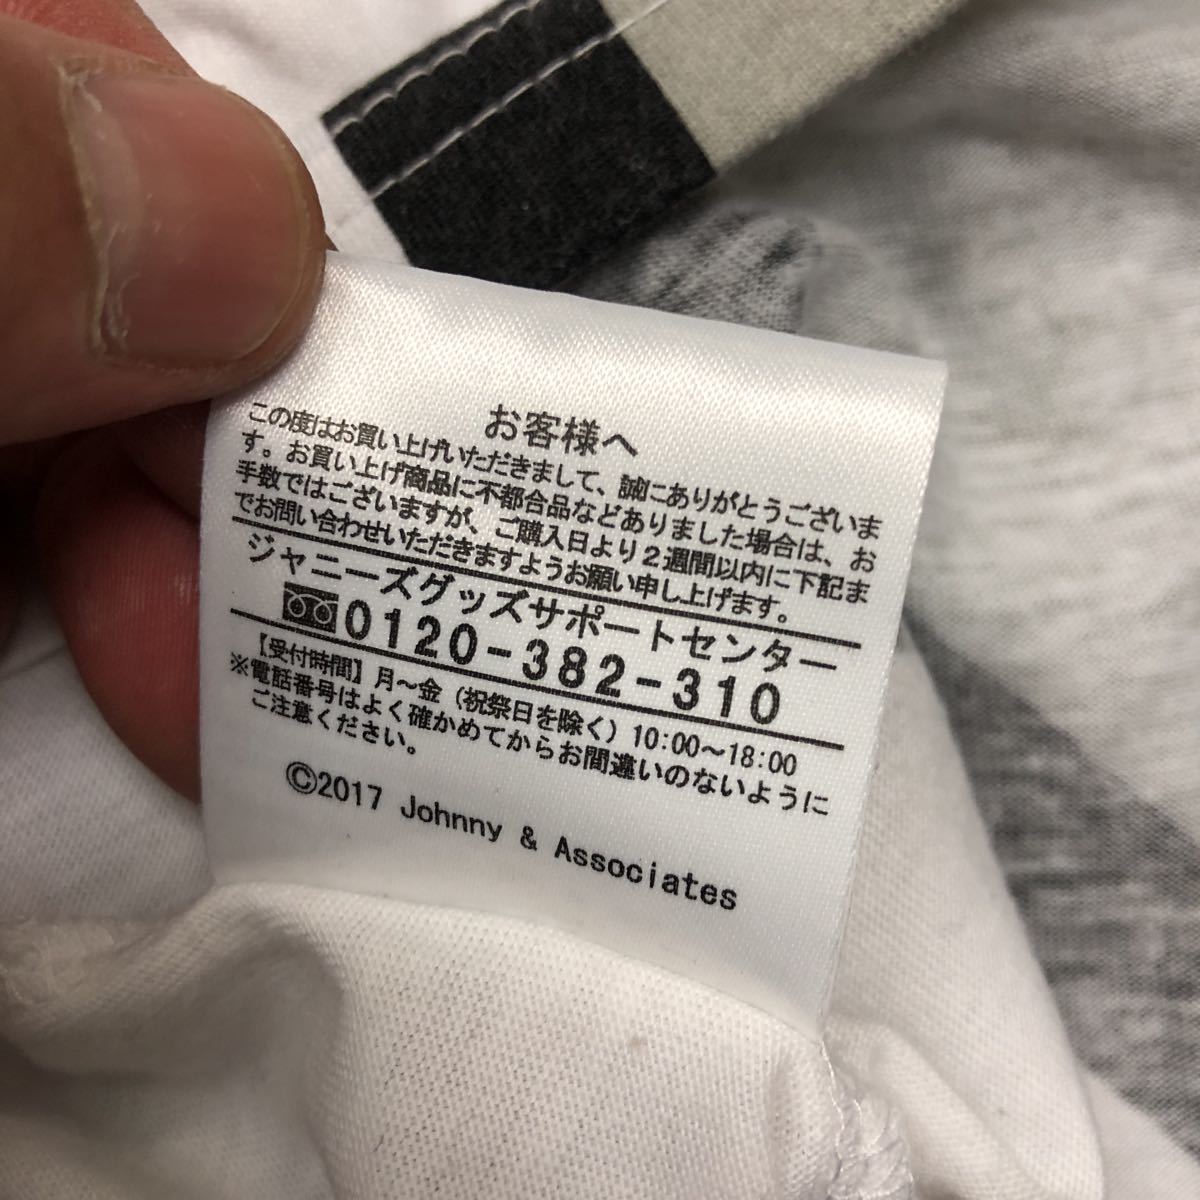 お客様へ
この度はお買い上げいただきまして、誠にありがとうございま
す。お買い上げ商品に不都合品などありました場合は、お
手数ではございますが、ご購入日より2週間以内に下記ま
でお問い合わせいただきますようお願い申し上げます。
ジャニーズグッズサポートセンター
0120-382-310
【受付時間】月～金（祝祭日を除く）10:00～18:00
※電話番号はよく確かめてからお間違いのないように
ご注意ください。
©2017 Johnny & Associates